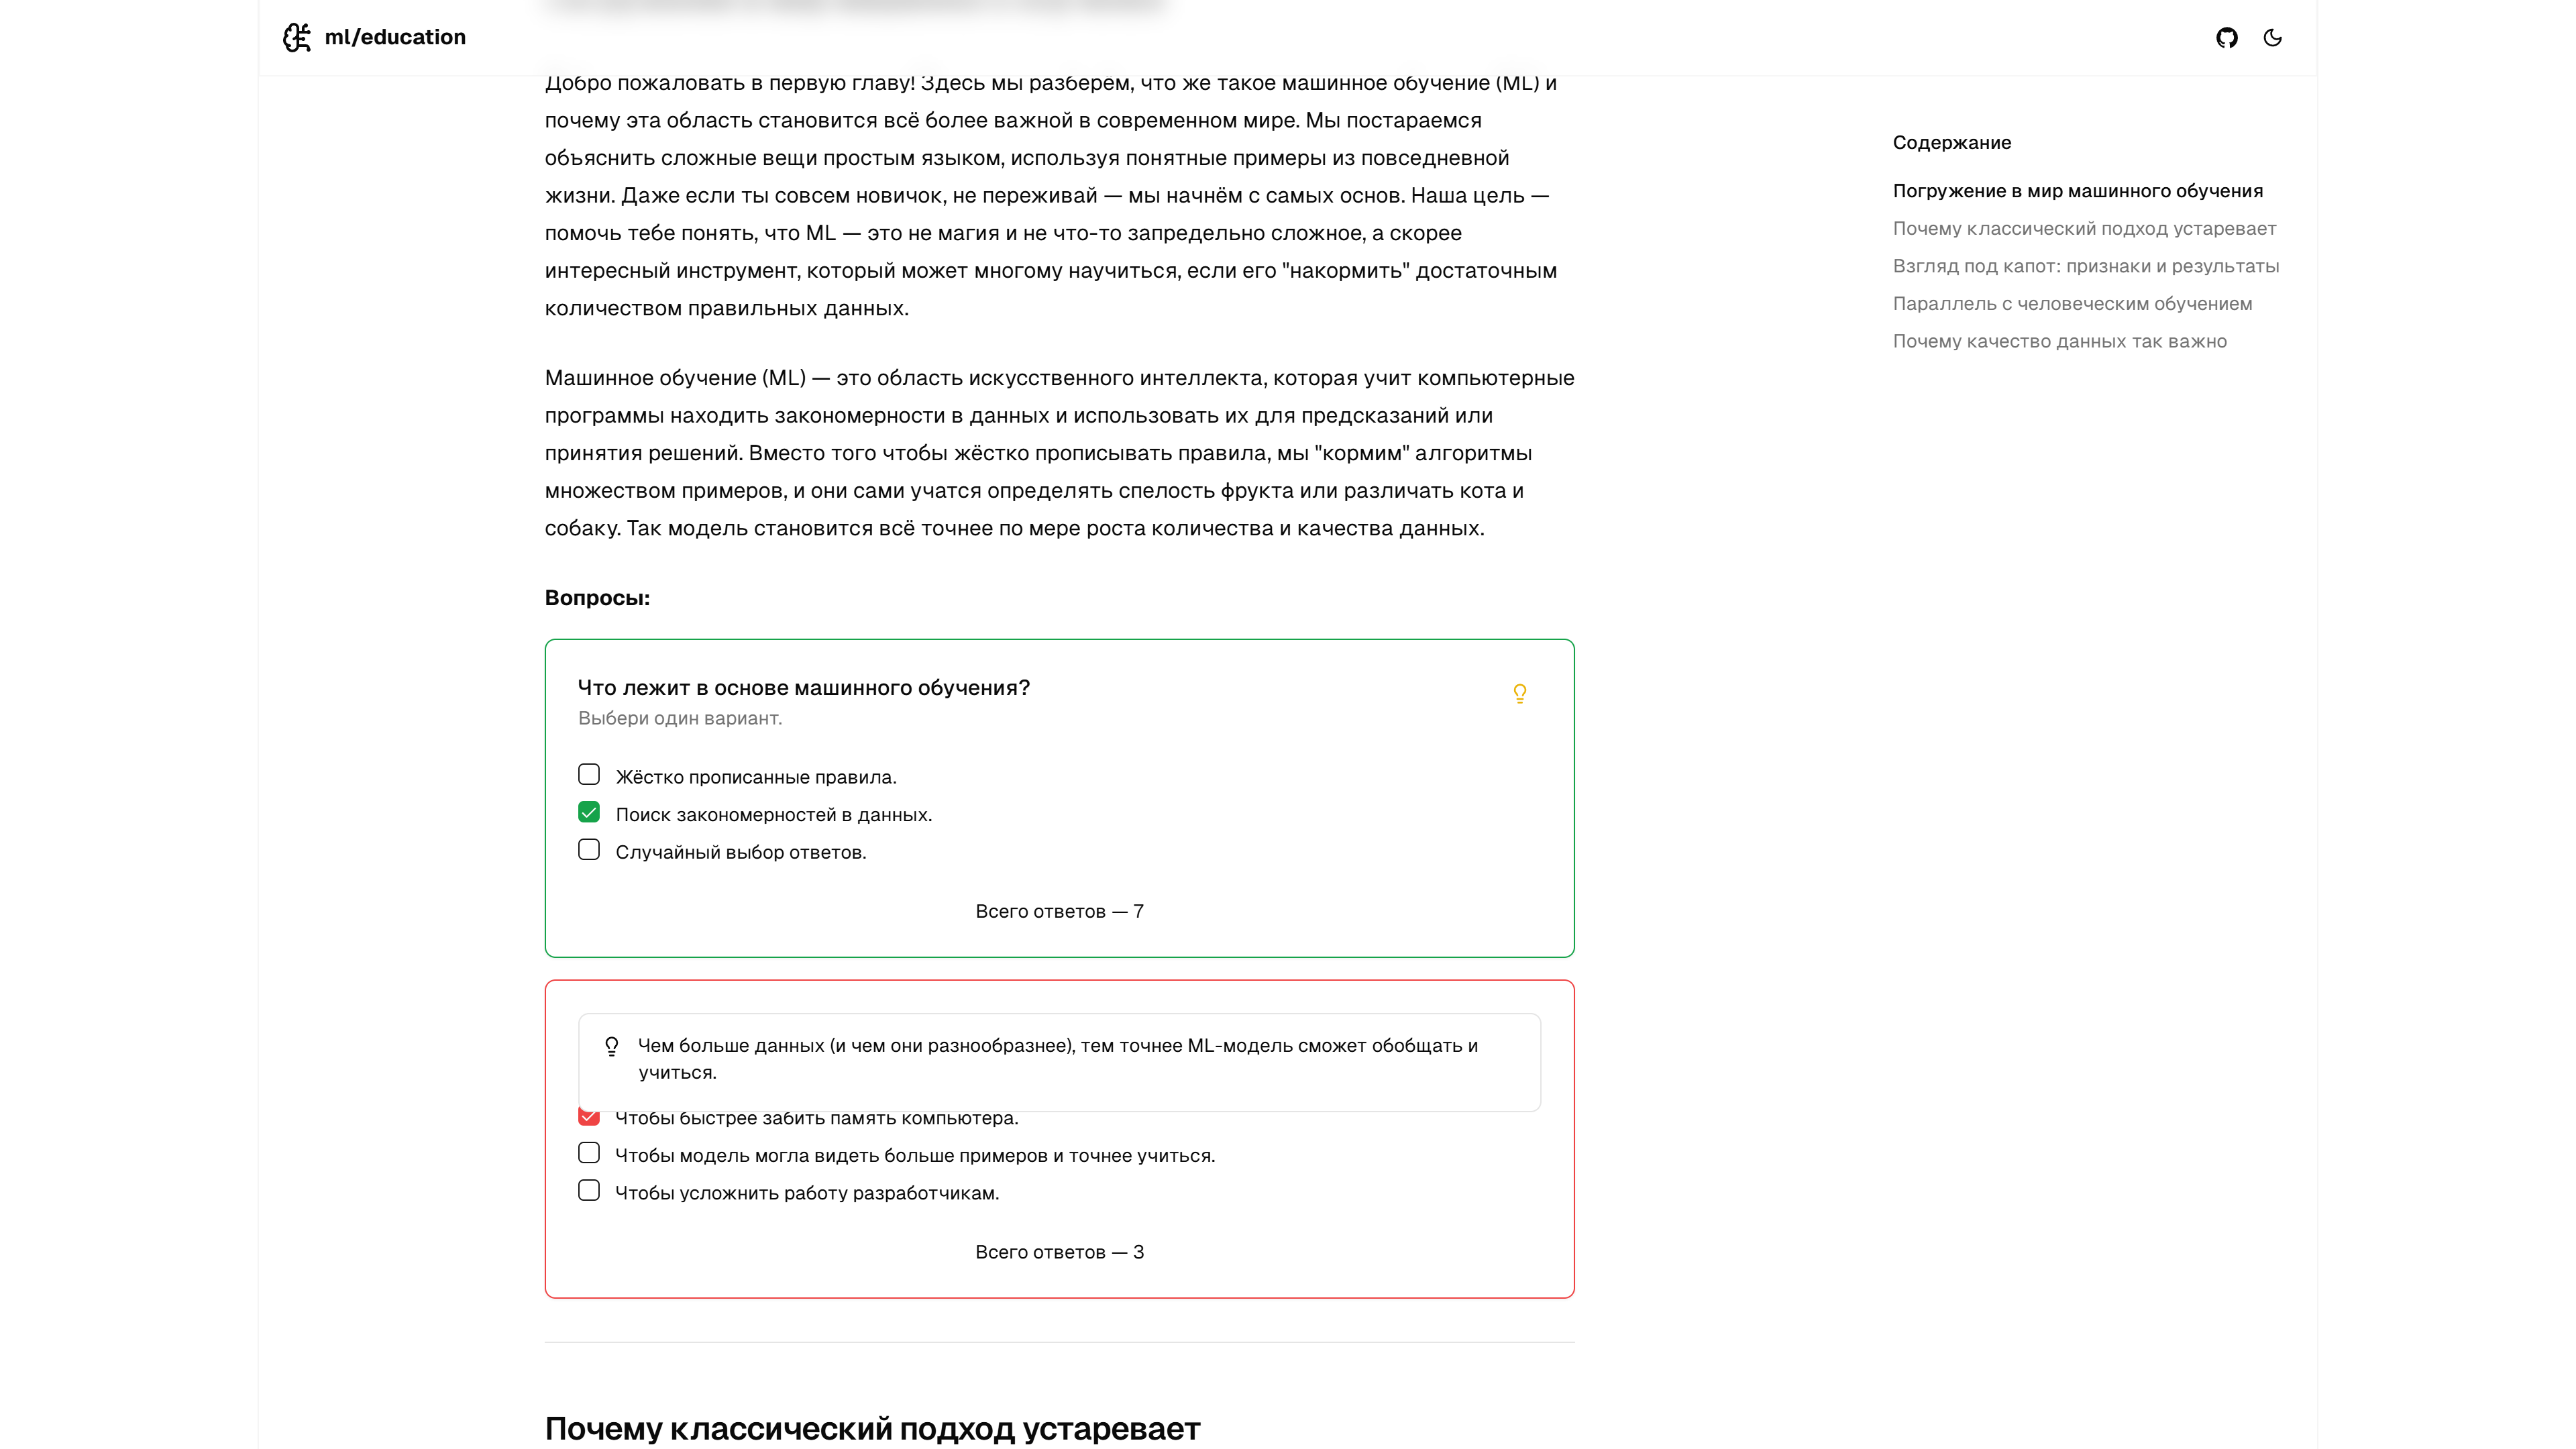 ml/education
Добро пожаловать в первую главу! Здесь мы разберем, что же такое машинное обучение (ML) и
почему эта область становится всё более важной в современном мире. Мы постараемся
объяснить сложные вещи простым языком, используя понятные примеры из повседневной
жизни. Даже если ты совсем новичок, не переживай — мы начнём с самых основ. Наша цель —
помочь тебе понять, что ML — это не магия и не что-то запредельно сложное, а скорее
интересный инструмент, который может многому научиться, если его "накормить" достаточным
количеством правильных данных.
Машинное обучение (ML) — это область искусственного интеллекта, которая учит компьютерные
программы находить закономерности в данных и использовать их для предсказаний или
принятия решений. Вместо того чтобы жёстко прописывать правила, мы "кормим" алгоритмы
множеством примеров, и они сами учатся определять спелость фрукта или различать кота и
собаку. Так модель становится всё точнее по мере роста количества и качества данных.
Вопросы:
Что лежит в основе машинного обучения?
Выбери один вариант.
Жёстко прописанные правила.
Поиск закономерностей в данных.
Случайный выбор ответов.
Всего ответов — 7
Чем больше данных (и чем они разнообразнее), тем точнее ML-модель сможет обобщать и
учиться.
Чтобы быстрее забить память компьютера.
Чтобы модель могла видеть больше примеров и точнее учиться.
Чтобы усложнить работу разработчикам.
Всего ответов — 3
Почему классический подход устаревает
Содержание
Погружение в мир машинного обучения
Почему классический подход устаревает
Взгляд под капот: признаки и результаты
Параллель с человеческим обучением
Почему качество данных так важно